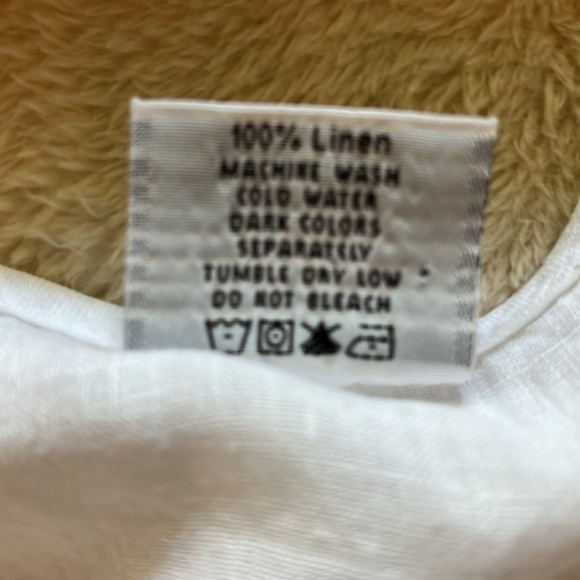 100% Linen
MACHINE WASH
COLD WATER
DARK COLORS
SEPARATELY
TUMBLE DRY LOW
DO NOT BLEACH